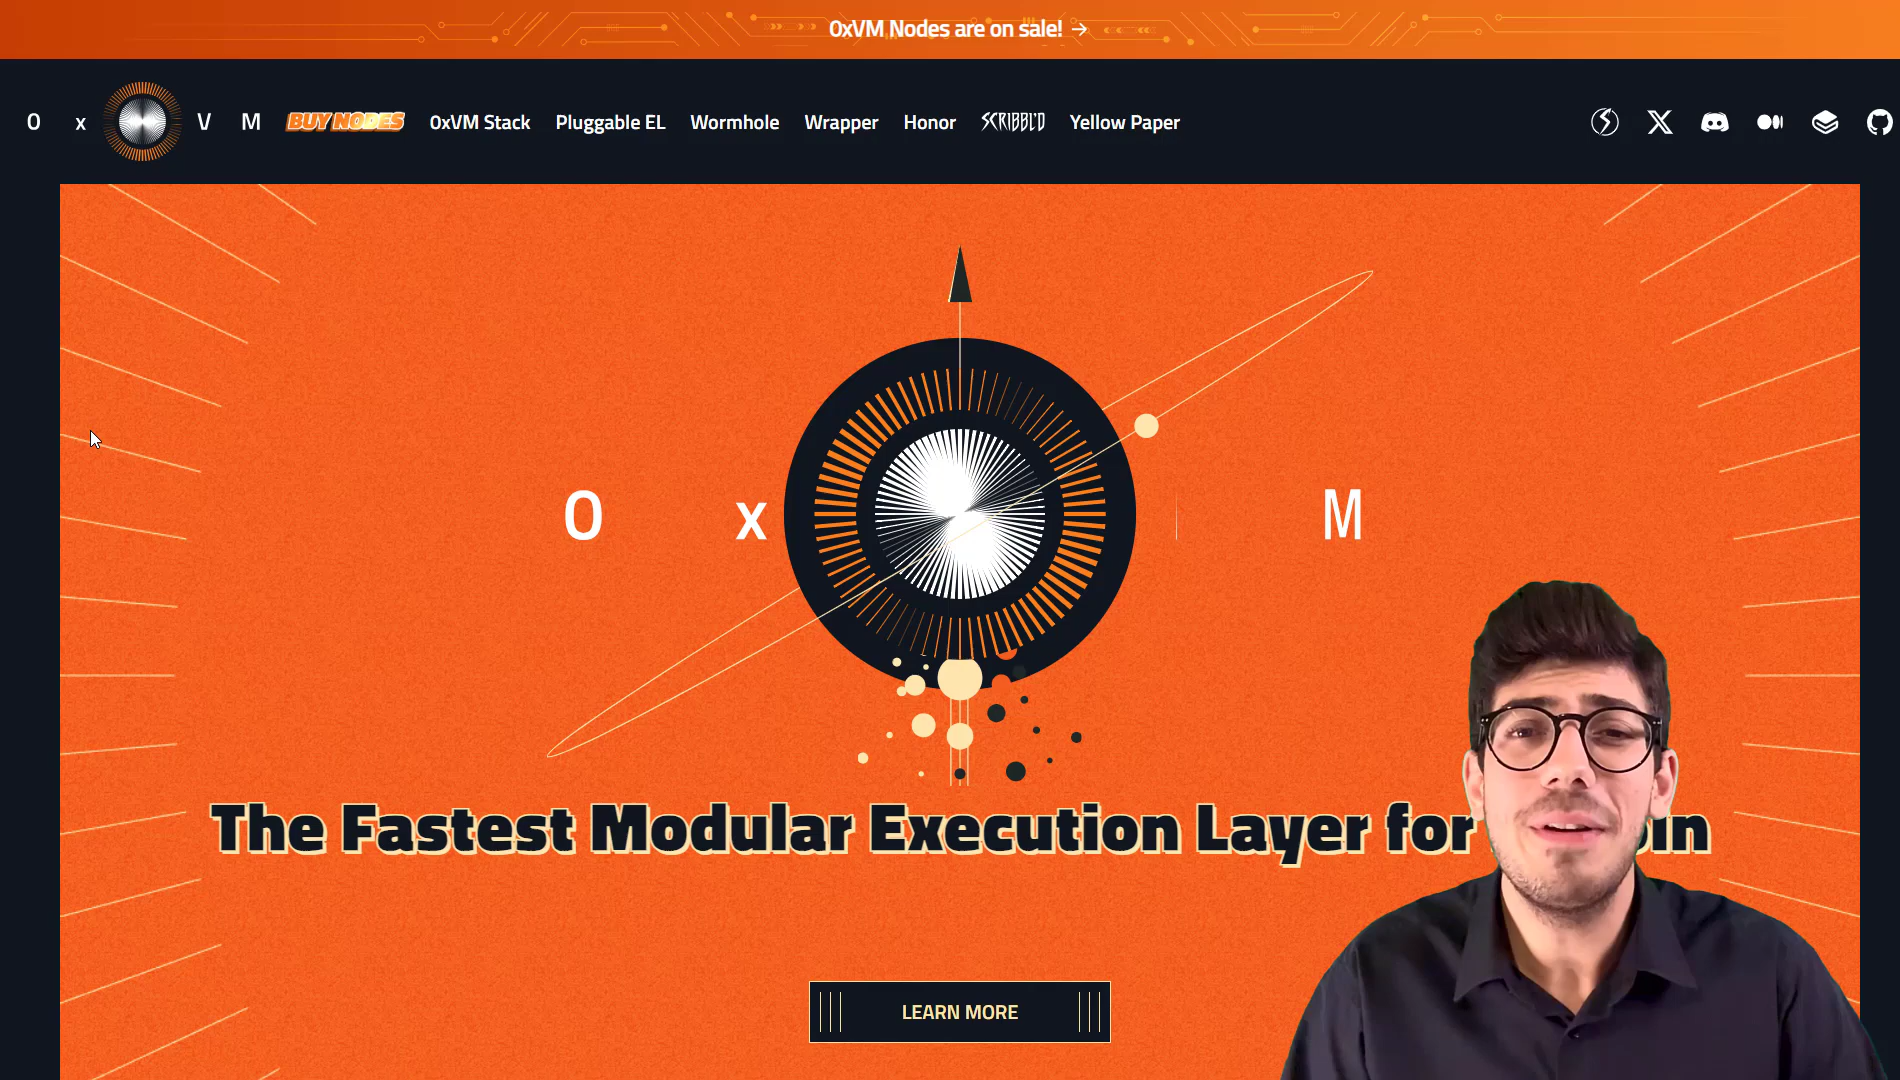 0xVM Nodes are on sale! →
0 x V M BUY NODES 0xVM Stack Pluggable EL Wormhole Wrapper Honor SCRIBBL'D Yellow Paper
0 x M
The Fastest Modular Execution Layer for
LEARN MORE